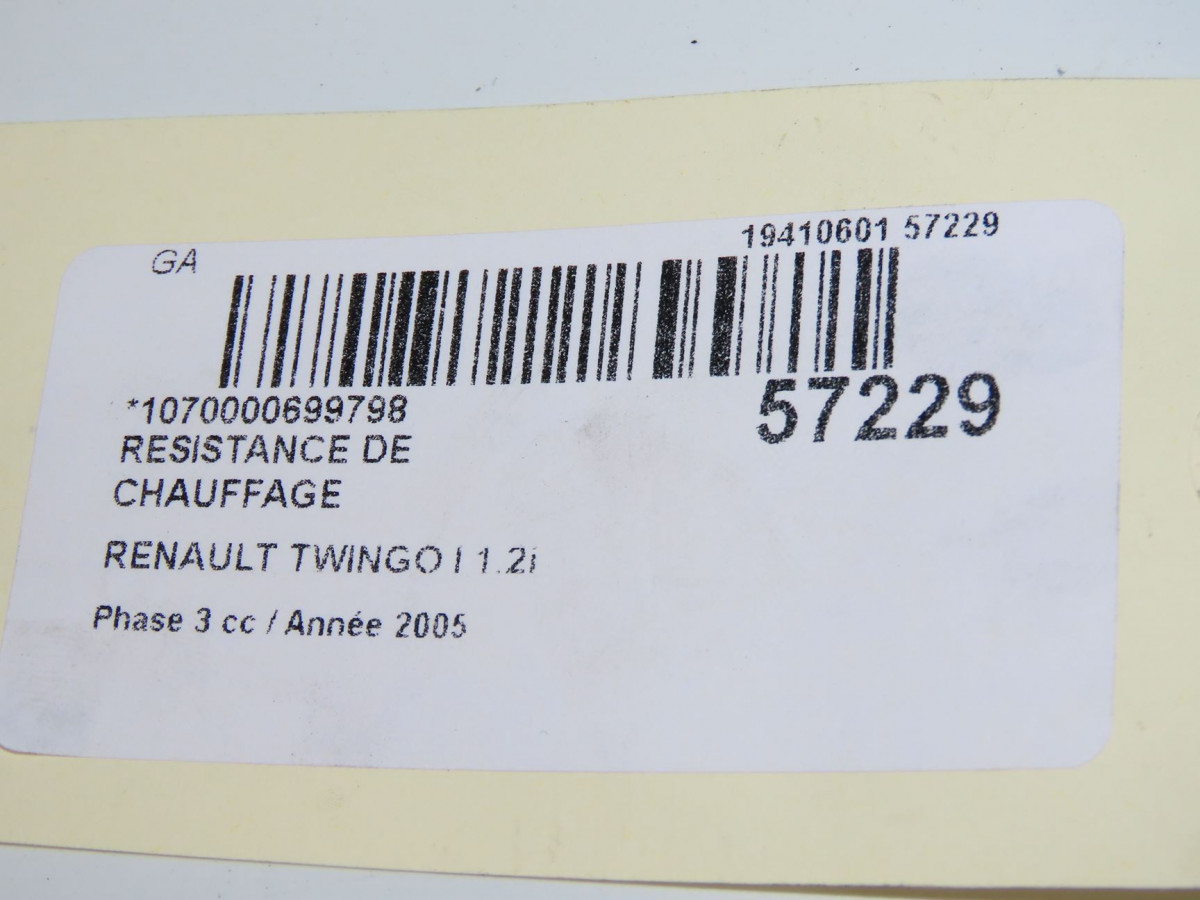 GA
19410601 57229
*1070000699798
57229
RESISTANCE DE
CHAUFFAGE
RENAULT TWINGO I 1.2i
Phase 3 cc / Année 2005